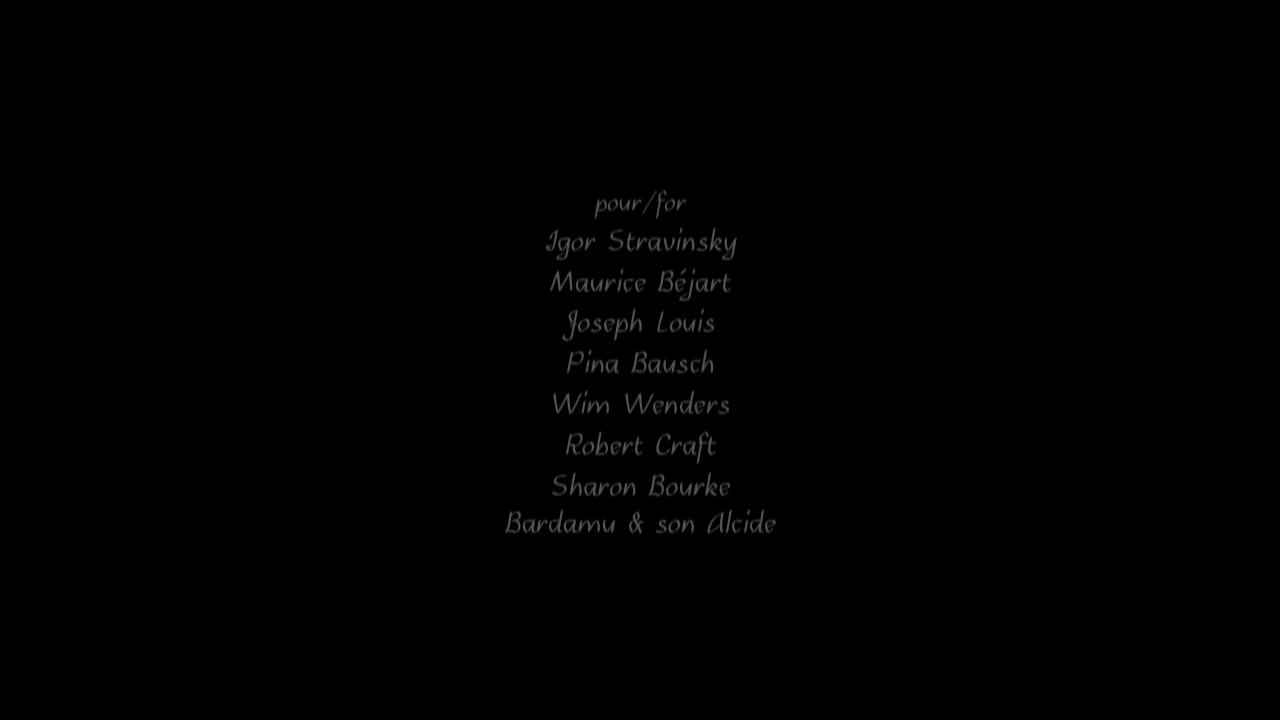 pour/for
Igor Stravinsky
Maurice Béjart
Joseph Louis
Pina Bausch
Wim Wenders
Robert Craft
Sharon Bourke
Bardamu & son Alcide